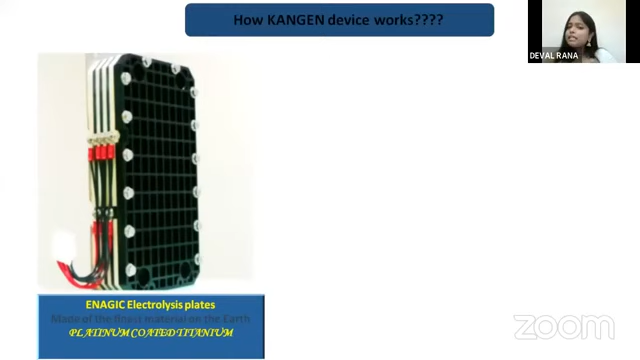 How KANGEN device works????
DEVAL RANA
ENAGIC Electrolysis plates
Made of the finest material on the Earth
PLATINUM COATED TITANIUM
zoom